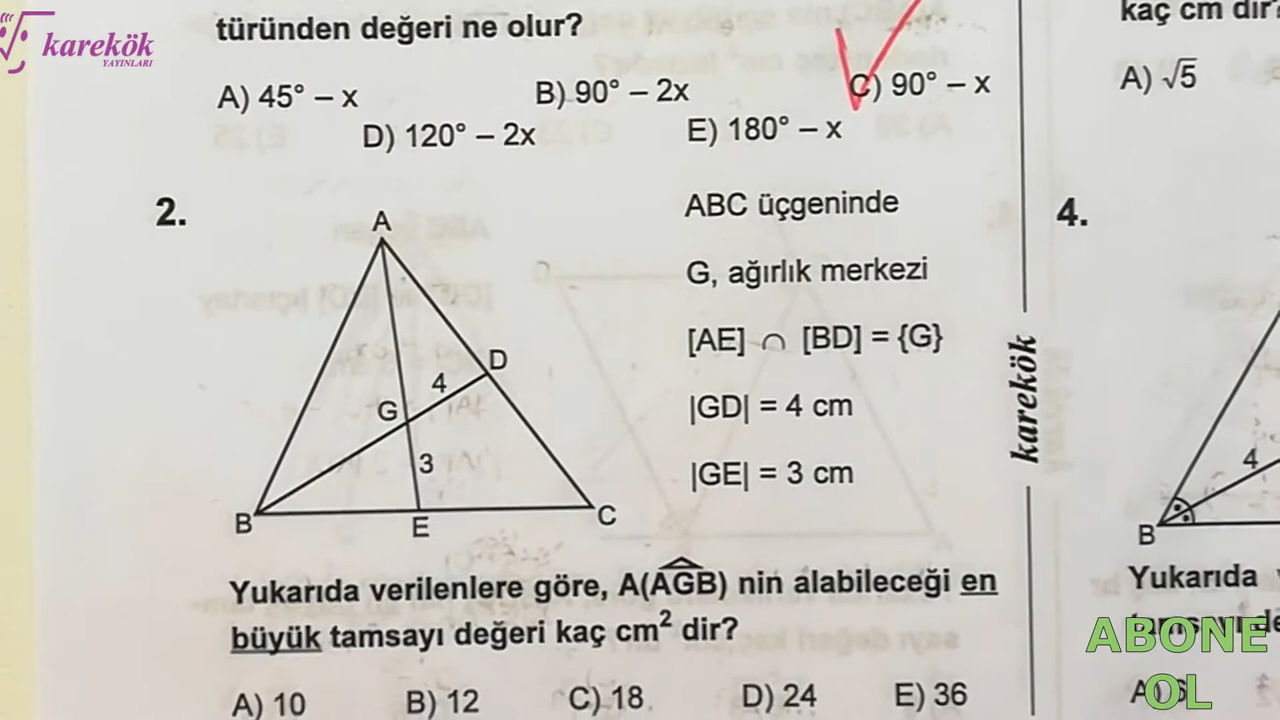 karekök
YAYINLARI
türünden değeri ne olur?
A) 45° – x
B) 90° – 2x
C) 90° – x
D) 120° – 2x
E) 180° – x
2.
A
D
4
G
3
B
E
C
ABC üçgeninde
G, ağırlık merkezi
[AE] ∩ [BD] = {G}
|GD| = 4 cm
|GE| = 3 cm
Yukarıda verilenlere göre, A(AGB) nin alabileceği en
büyük tamsayı değeri kaç cm² dir?
A) 10
B) 12
C) 18
D) 24
E) 36
karekök
kaç cm dir?
A) √5
4.
4
B
Yukarıda
ABONE
OL